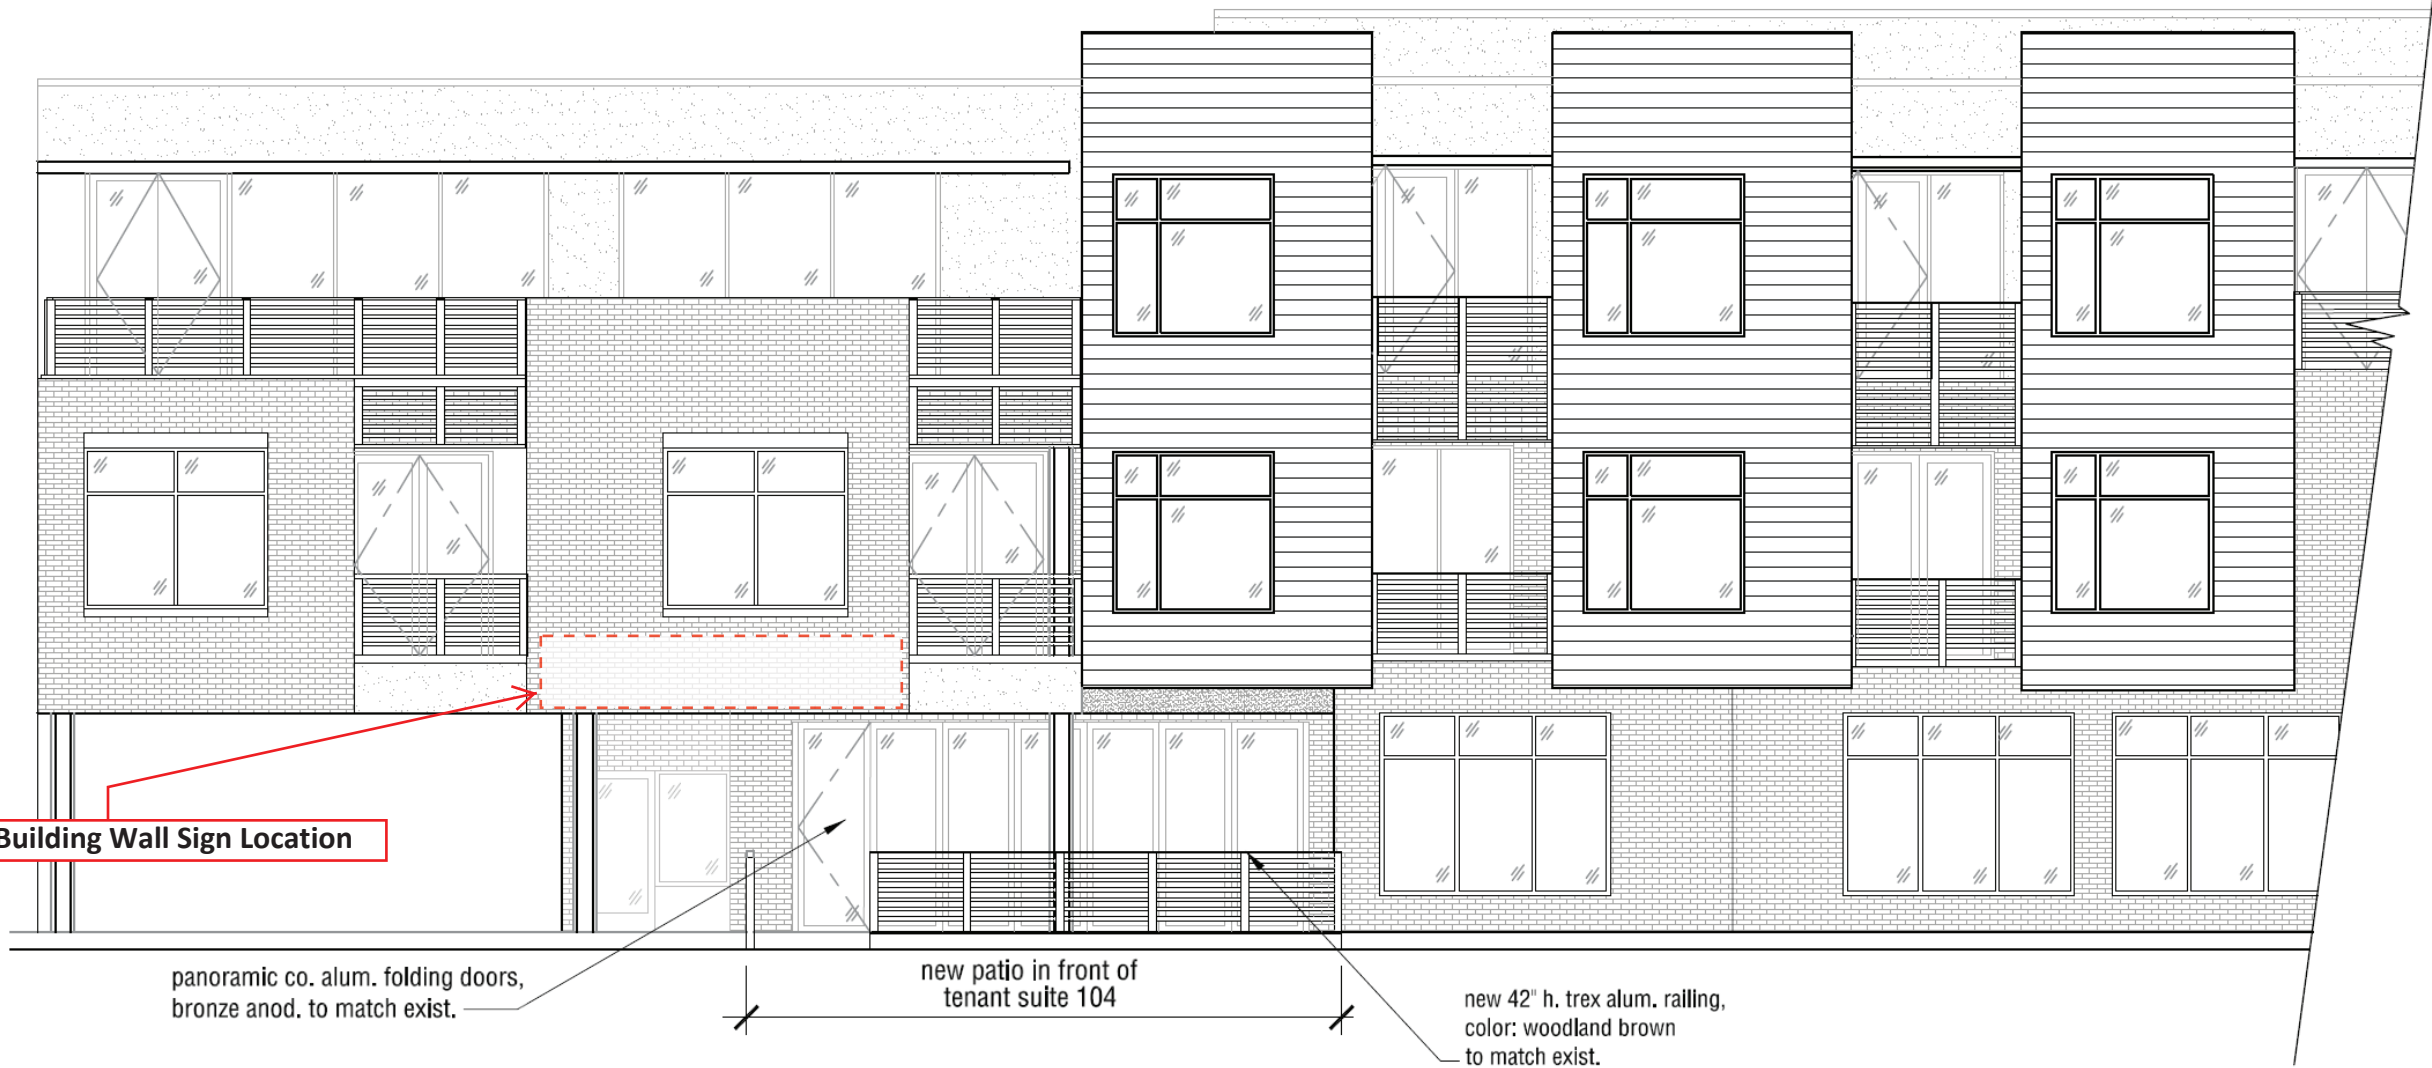 Building Wall Sign Location
panoramic co. alum. folding doors,
bronze anod. to match exist.
new patio in front of
tenant suite 104
new 42" h. trex alum. railing,
color: woodland brown
to match exist.